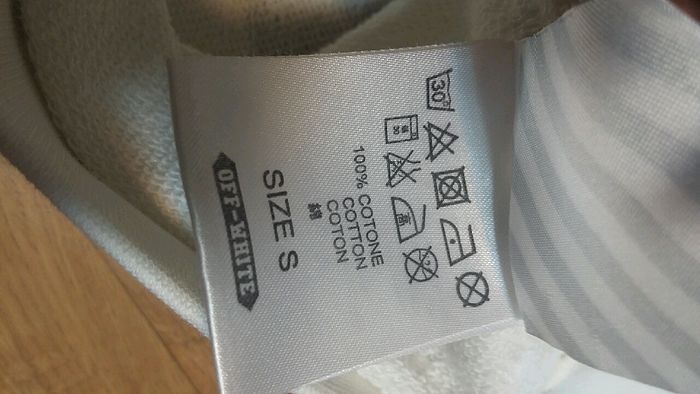 30
100% COTONE
COTTON
COTON
綿
SIZE S
OFF-WHITE